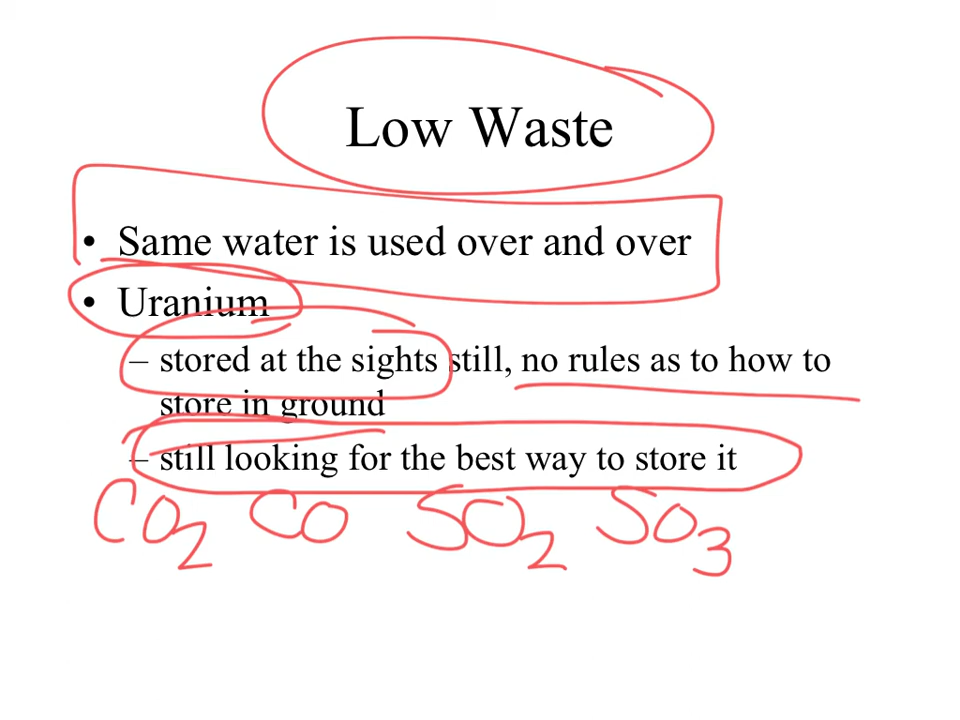 Low Waste
• Same water is used over and over
• Uranium
– stored at the sights still, no rules as to how to
store in ground
– still looking for the best way to store it
CO2 CO SO2 SO3